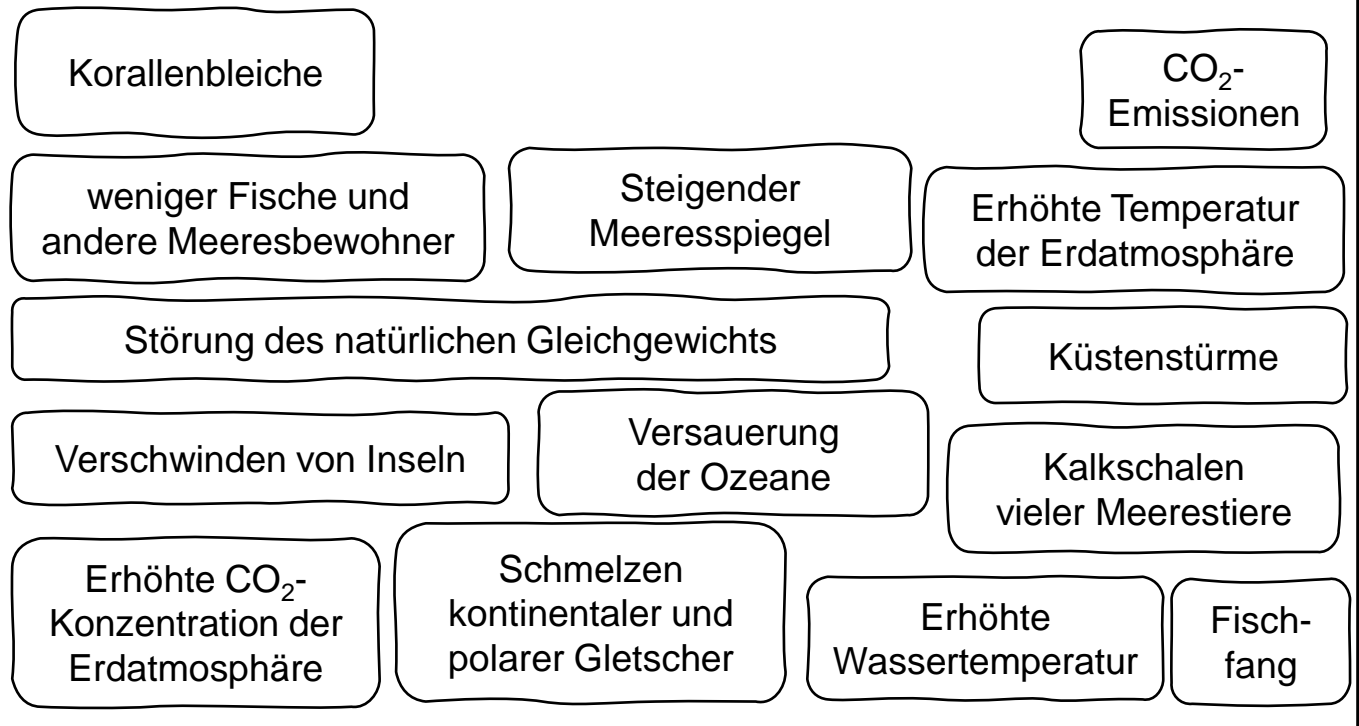 Korallenbleiche
CO₂-
Emissionen
weniger Fische und
andere Meeresbewohner
Steigender
Meeresspiegel
Erhöhte Temperatur
der Erdatmosphäre
Störung des natürlichen Gleichgewichts
Küstenstürme
Verschwinden von Inseln
Versauerung
der Ozeane
Kalkschalen
vieler Meerestiere
Erhöhte CO₂-
Konzentration der
Erdatmosphäre
Schmelzen
kontinentaler und
polarer Gletscher
Erhöhte
Wassertemperatur
Fisch-
fang